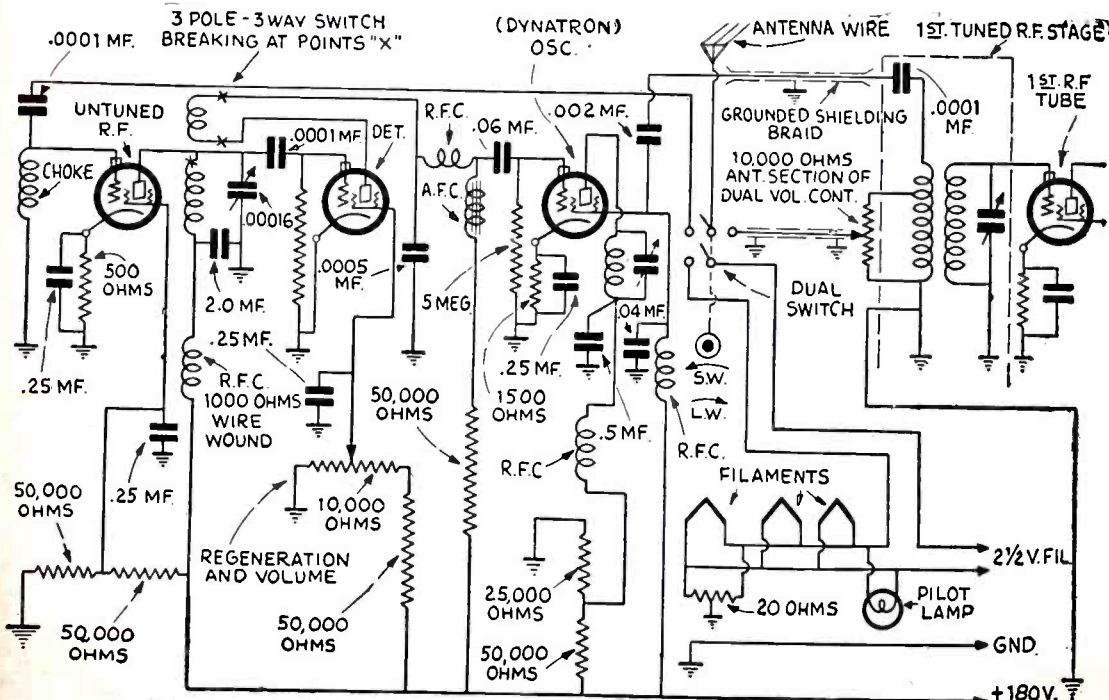 3 POLE - 3 WAY SWITCH
BREAKING AT POINTS "X"
.0001 MF.
UNTUNED
R.F.
CHOKE
500
OHMS
.25 MF.
.0001 MF.
DET.
.00016
2.0 MF.
.0005
MF.
R.F.C.
1000 OHMS
WIRE
WOUND
.25 MF.
.25 MF.
50,000
OHMS
50,000
OHMS
REGENERATION
AND VOLUME
10,000
OHMS
50,000
OHMS
(DYNATRON)
OSC.
R.F.C.
.06 MF.
.002 MF.
A.F.C.
5 MEG.
50,000
OHMS
1500
OHMS
.25 MF.
.04 MF.
.5 MF.
R.F.C
25,000
OHMS
50,000
OHMS
ANTENNA WIRE
1ST. TUNED R.F. STAGE
GROUNDED SHIELDING
BRAID
.0001
MF.
1ST. R.F
TUBE
10,000 OHMS
ANT. SECTION OF
DUAL VOL. CONT.
DUAL
SWITCH
S.W.
L.W.
R.F.C.
FILAMENTS
20 OHMS
PILOT
LAMP
2½ V. FIL
GND.
+180V.